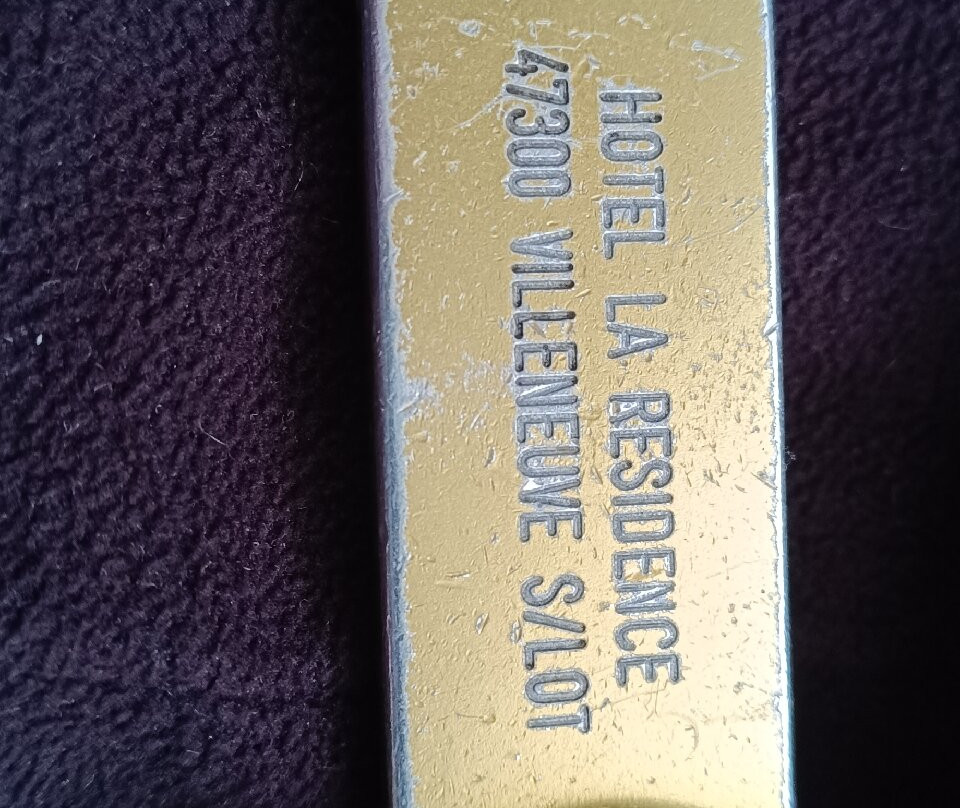 HOTEL LA RESIDENCE
47300 VILLENEUVE S/LOT